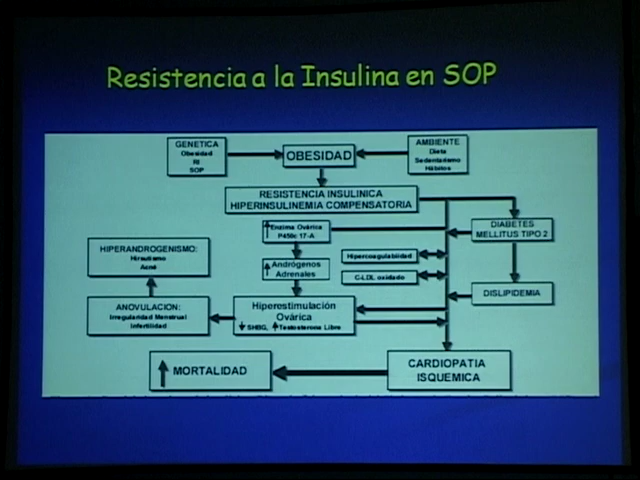 Resistencia a la Insulina en SOP
GENETICA
Obesidad
RI
SOP
OBESIDAD
AMBIENTE
Dieta
Sedentarismo
Hábitos
RESISTENCIA INSULINICA
HIPERINSULINEMIA COMPENSATORIA
Enzima Ovárica
P450c 17-A
DIABETES
MELLITUS TIPO 2
HIPERANDROGENISMO:
Hirsutismo
Acné
Hipercoagulabilidad
Andrógenos
Adrenales
C-LDL oxidado
DISLIPIDEMIA
ANOVULACION:
Irregularidad Menstrual
Infertilidad
Hiperestimulación
Ovárica
SHBG, Testosterona Libre
MORTALIDAD
CARDIOPATIA
ISQUEMICA